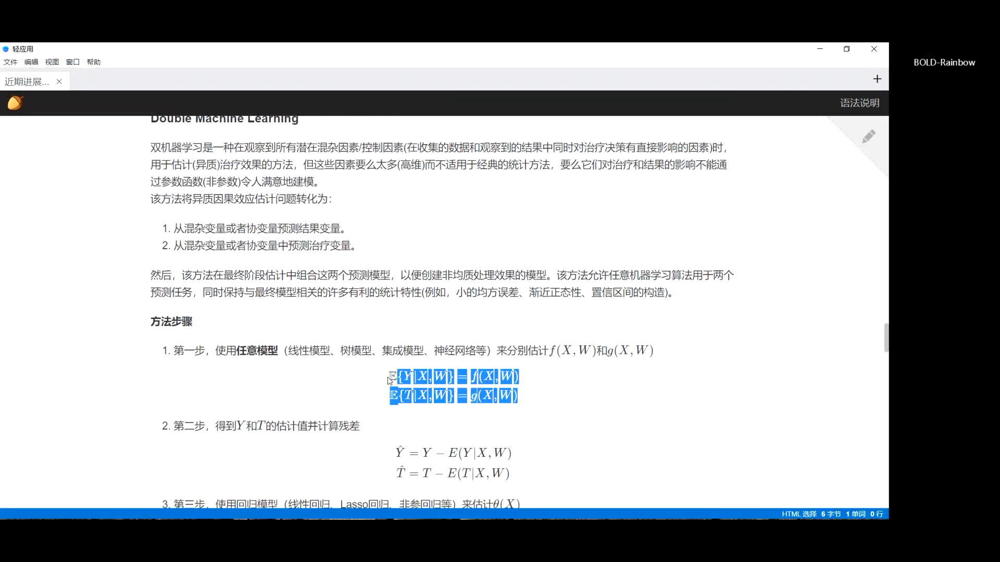 轻应用
文件 编辑 视图 窗口 帮助
BOLD-Rainbow
近期进展... × +
语法说明
Double Machine Learning
双机器学习是一种在观察到所有潜在混杂因素/控制因素(在收集的数据和观察到的结果中同时对治疗决策有直接影响的因素)时，
用于估计(异质)治疗效果的方法，但这些因素要么太多(高维)而不适用于经典的统计方法，要么它们对治疗和结果的影响不能通
过参数函数(非参数)令人满意地建模。
该方法将异质因果效应估计问题转化为：
1. 从混杂变量或者协变量预测结果变量。
2. 从混杂变量或者协变量中预测治疗变量。
然后，该方法在最终阶段估计中组合这两个预测模型，以便创建非均质处理效果的模型。该方法允许任意机器学习算法用于两个
预测任务，同时保持与最终模型相关的许多有利的统计特性(例如，小的均方误差、渐近正态性、置信区间的构造)。
方法步骤
1. 第一步，使用任意模型（线性模型、树模型、集成模型、神经网络等）来分别估计f(X,W)和g(X,W)
𝔼{Y|X,W} = f(X,W)
𝔼{T|X,W} = g(X,W)
2. 第二步，得到Y和T的估计值并计算残差
Ŷ = Y − E(Y|X,W)
T̂ = T − E(T|X,W)
3. 第三步，使用回归模型（线性回归、Lasso回归、非参回归等）来估计θ(X)
HTML 选择 6 字节 1 单词 0 行